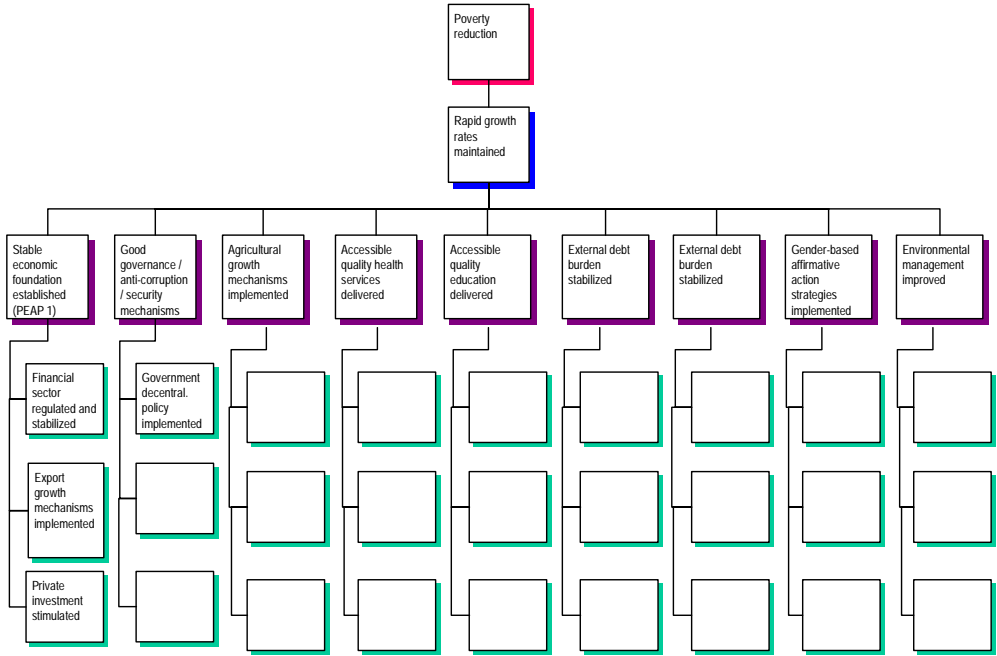 Poverty
reduction
Rapid growth
rates
maintained
Stable
economic
foundation
established
(PEAP 1)
Good
governance /
anti-corruption
/ security
mechanisms
Agricultural
growth
mechanisms
implemented
Accessible
quality health
services
delivered
Accessible
quality
education
delivered
External debt
burden
stabilized
External debt
burden
stabilized
Gender-based
affirmative
action
strategies
implemented
Environmental
management
improved
Financial
sector
regulated and
stabilized
Government
decentral.
policy
implemented
Export
growth
mechanisms
implemented
Private
investment
stimulated